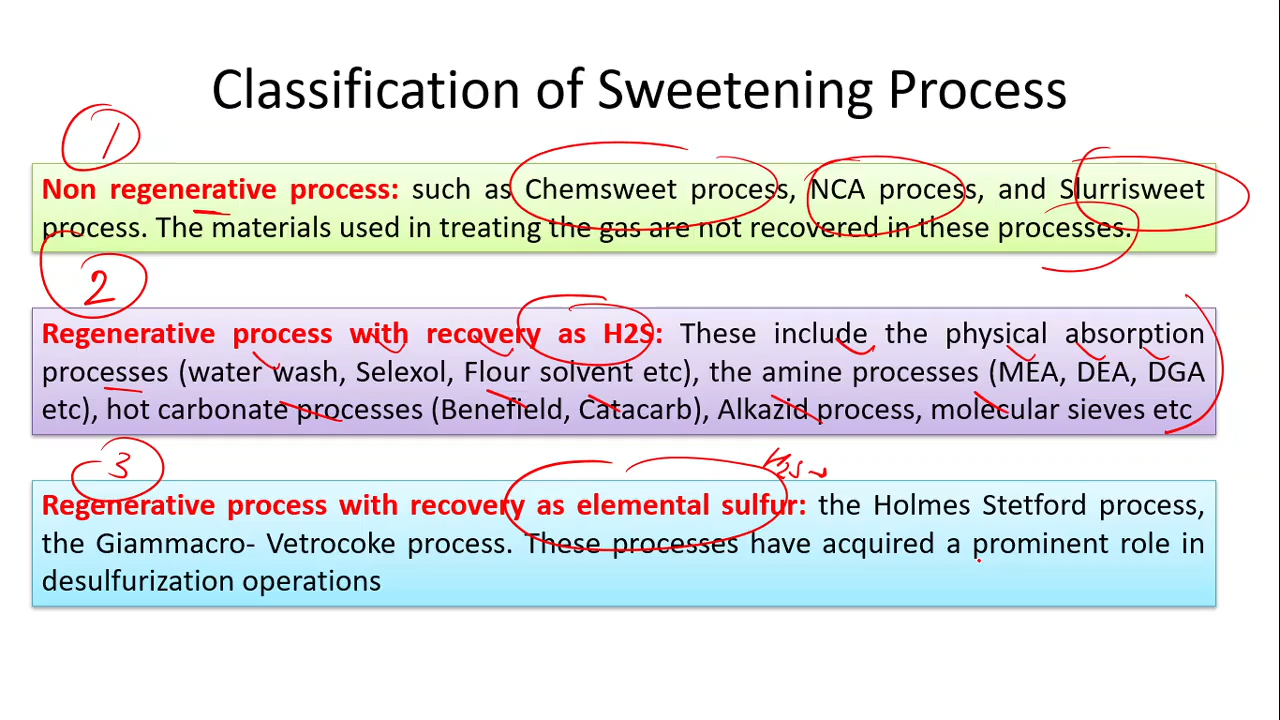 Classification of Sweetening Process
1
Non regenerative process: such as Chemsweet process, NCA process, and Slurrisweet
process. The materials used in treating the gas are not recovered in these processes.
2
Regenerative process with recovery as H2S: These include the physical absorption
processes (water wash, Selexol, Flour solvent etc), the amine processes (MEA, DEA, DGA
etc), hot carbonate processes (Benefield, Catacarb), Alkazid process, molecular sieves etc
3
H2S
Regenerative process with recovery as elemental sulfur: the Holmes Stetford process,
the Giammacro- Vetrocoke process. These processes have acquired a prominent role in
desulfurization operations